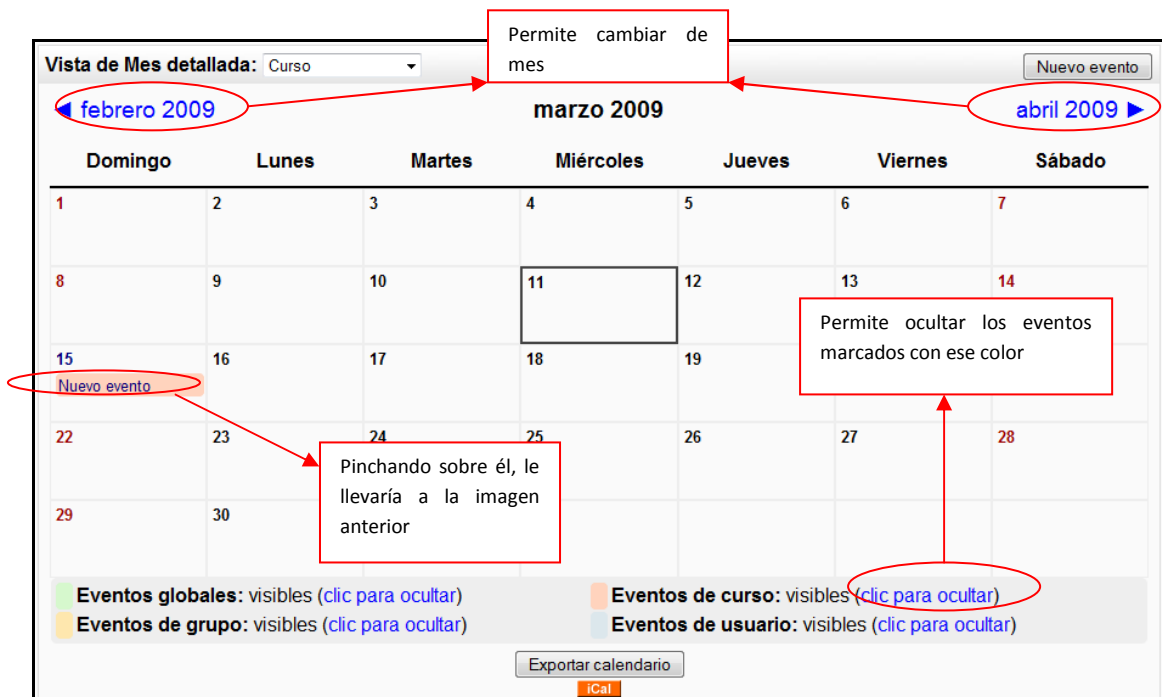 Permite cambiar de
mes
Vista de Mes detallada: Curso
Nuevo evento
◄ febrero 2009
marzo 2009
abril 2009 ►
Domingo Lunes Martes Miércoles Jueves Viernes Sábado
1 2 3 4 5 6 7
8 9 10 11 12 13 14
Permite ocultar los eventos
marcados con ese color
15 16 17 18 19
Nuevo evento
22 23 24 25 26 27 28
Pinchando sobre él, le
llevaría a la imagen
anterior
29 30
Eventos globales: visibles (clic para ocultar)
Eventos de curso: visibles (clic para ocultar)
Eventos de grupo: visibles (clic para ocultar)
Eventos de usuario: visibles (clic para ocultar)
Exportar calendario
iCal